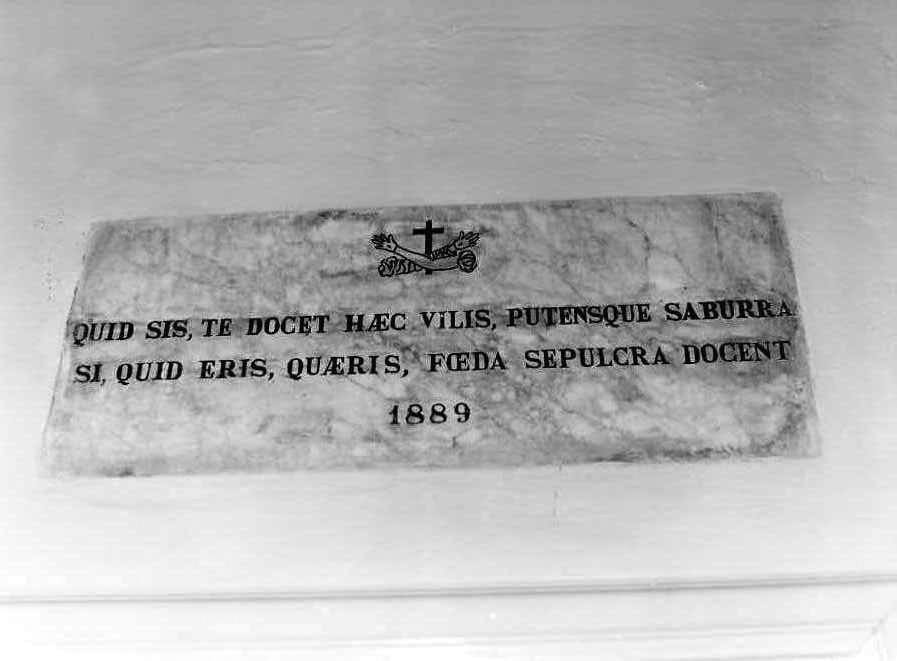 QUID SIS, TE DOCET HÆC VILIS, PUTENSQUE SABURRA
SI, QUID ERIS, QUÆRIS, FŒDA SEPULCRA DOCENT
1889